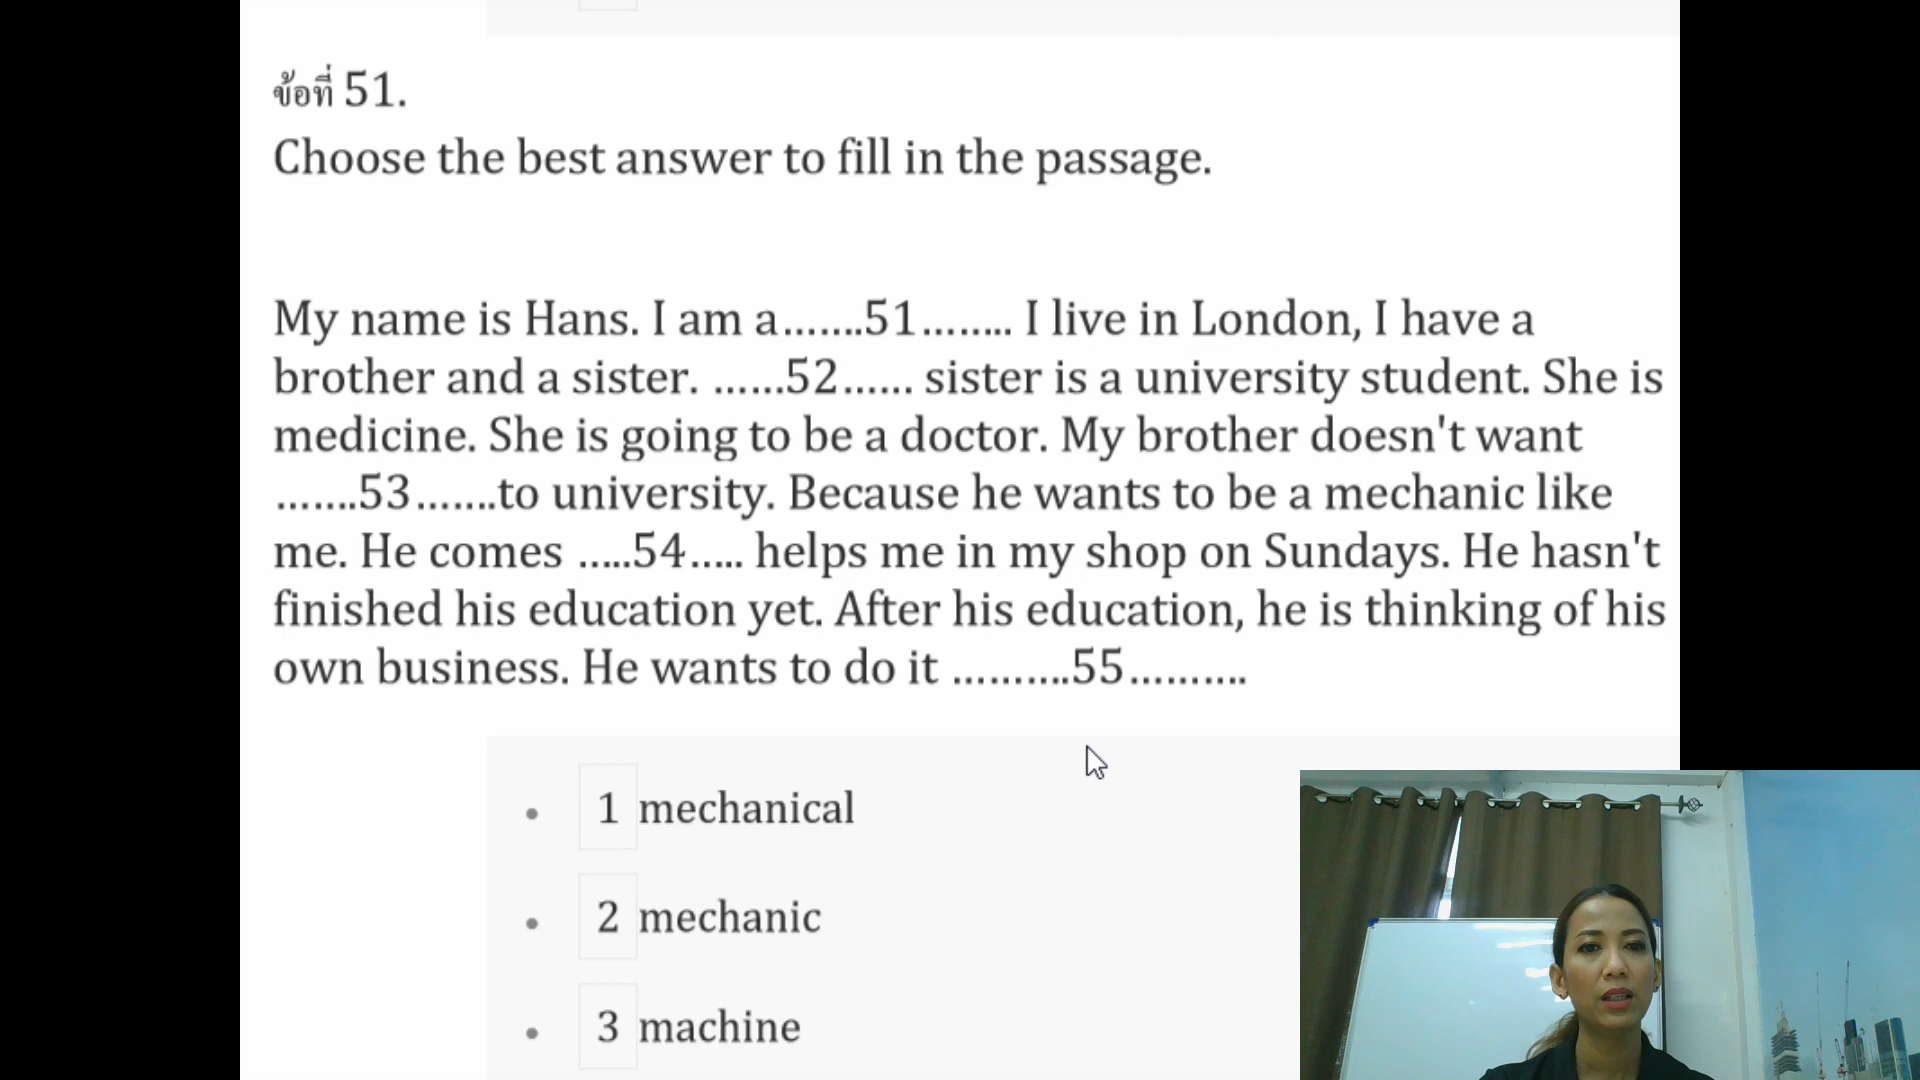 ข้อที่ 51.
Choose the best answer to fill in the passage.
My name is Hans. I am a.......51........ I live in London, I have a
brother and a sister. ......52...... sister is a university student. She is
medicine. She is going to be a doctor. My brother doesn't want
.......53.......to university. Because he wants to be a mechanic like
me. He comes .....54..... helps me in my shop on Sundays. He hasn't
finished his education yet. After his education, he is thinking of his
own business. He wants to do it ..........55..........
1 mechanical
2 mechanic
3 machine